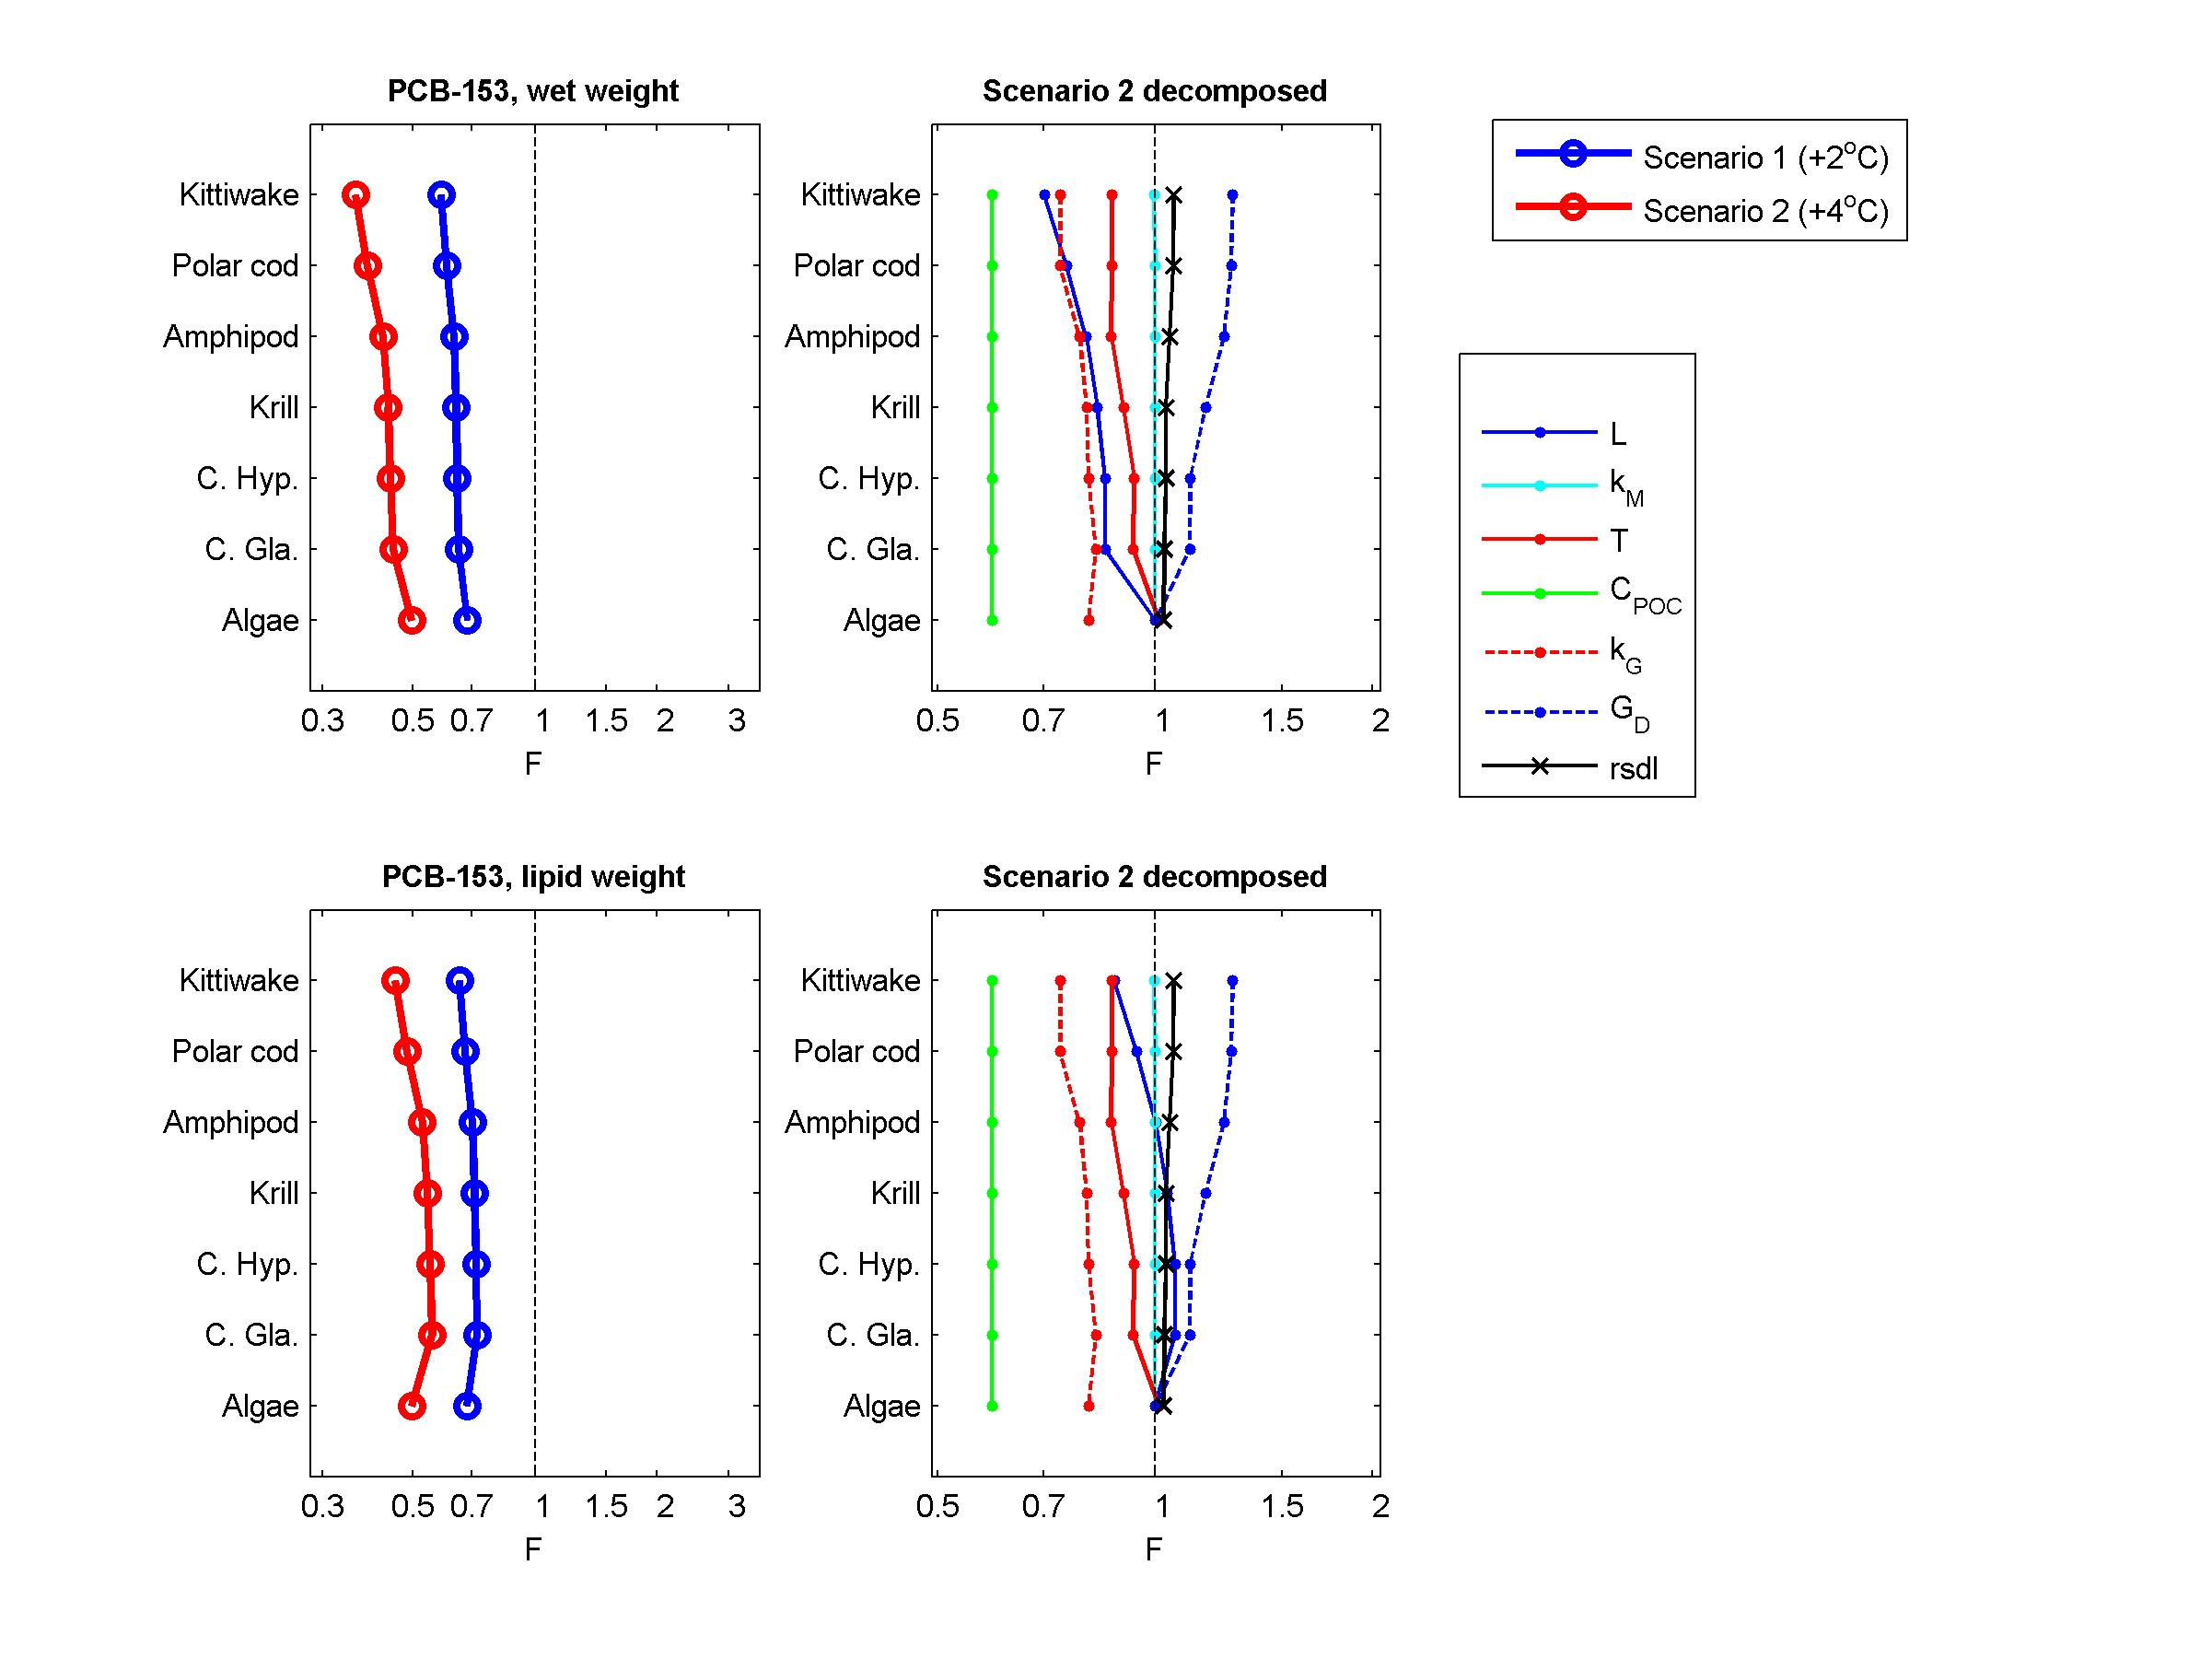 PCB-153, wet weight
Kittiwake
Polar cod
Amphipod
Krill
C. Hyp.
C. Gla.
Algae
0.3 0.5 0.7 1 1.5 2 3
F
Scenario 2 decomposed
Kittiwake
Polar cod
Amphipod
Krill
C. Hyp.
C. Gla.
Algae
0.5 0.7 1 1.5 2
F
Scenario 1 (+2°C)
Scenario 2 (+4°C)
L
kM
T
CPOC
kG
GD
rsdl
PCB-153, lipid weight
Kittiwake
Polar cod
Amphipod
Krill
C. Hyp.
C. Gla.
Algae
0.3 0.5 0.7 1 1.5 2 3
F
Scenario 2 decomposed
Kittiwake
Polar cod
Amphipod
Krill
C. Hyp.
C. Gla.
Algae
0.5 0.7 1 1.5 2
F